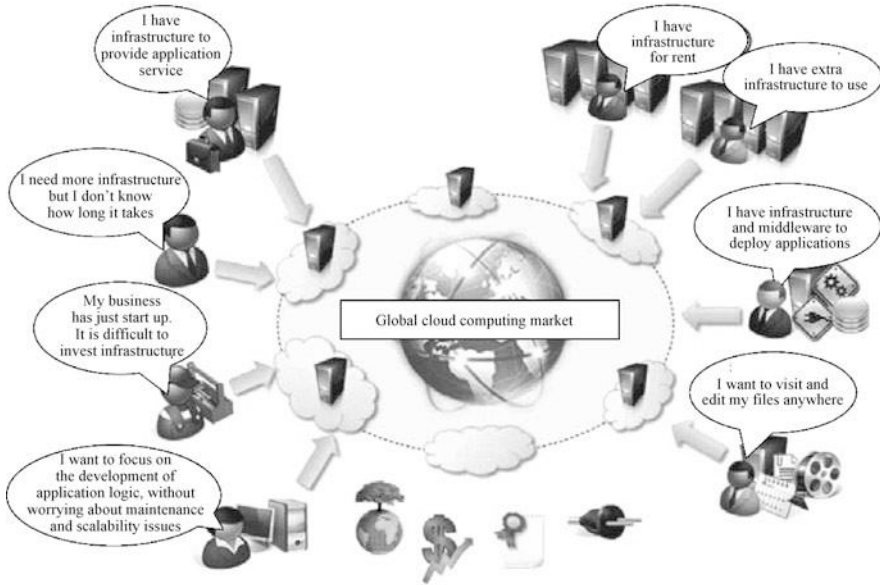 I have
infrastructure to
provide application
service
I have
infrastructure
for rent
I have extra
infrastructure to use
I need more infrastructure
but I don`t know
how long it takes
I have infrastructure
and middleware to
deploy applications
My business
has just start up.
It is difficult to
invest infrastructure
Global cloud computing market
I want to visit and
edit my files anywhere
I want to focus on
the development of
application logic, without
worrying about maintenance
and scalability issues